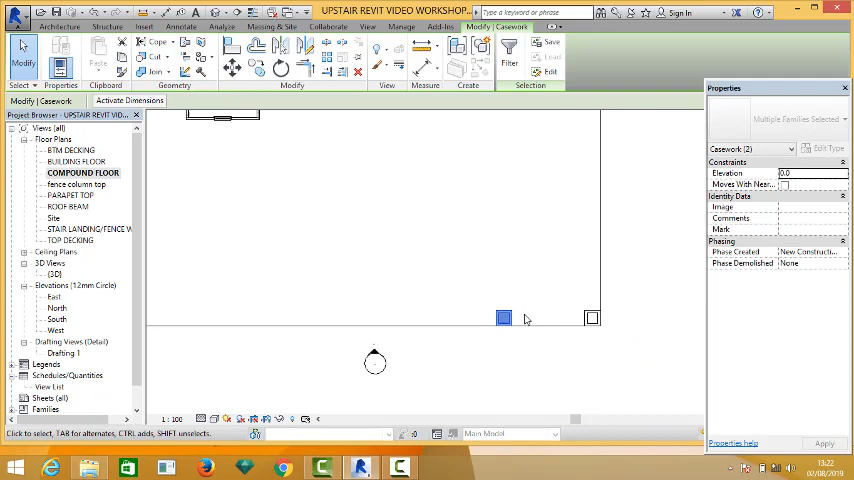 UPSTAIR REVIT VIDEO WORKSHOP...
Type a keyword or phrase
Sign In
Architecture
Structure
Insert
Annotate
Analyze
Massing & Site
Collaborate
View
Manage
Add-Ins
Modify | Casework
Modify
Select
Properties
Paste
Clipboard
Cope
Cut
Join
Geometry
Modify
View
Measure
Create
Filter
Save
Load
Edit
Selection
Modify | Casework
Activate Dimensions
Project Browser - UPSTAIR REVIT VID...
Views (all)
Floor Plans
BTM DECKING
BUILDING FLOOR
COMPOUND FLOOR
fence column top
PARAPET TOP
ROOF BEAM
Site
STAIR LANDING/FENCE W
TOP DECKING
Ceiling Plans
3D Views
{3D}
Elevations (12mm Circle)
East
North
South
West
Drafting Views (Detail)
Drafting 1
Legends
Schedules/Quantities
View List
Sheets (all)
Families
1 : 100
Properties
Multiple Families Selected
Casework (2)
Edit Type
Constraints
Elevation 0.0
Moves With Near...
Identity Data
Image
Comments
Mark
Phasing
Phase Created New Constructi...
Phase Demolished None
Properties help
Apply
Click to select, TAB for alternates, CTRL adds, SHIFT unselects.
:0
Main Model
13:22
02/08/2019